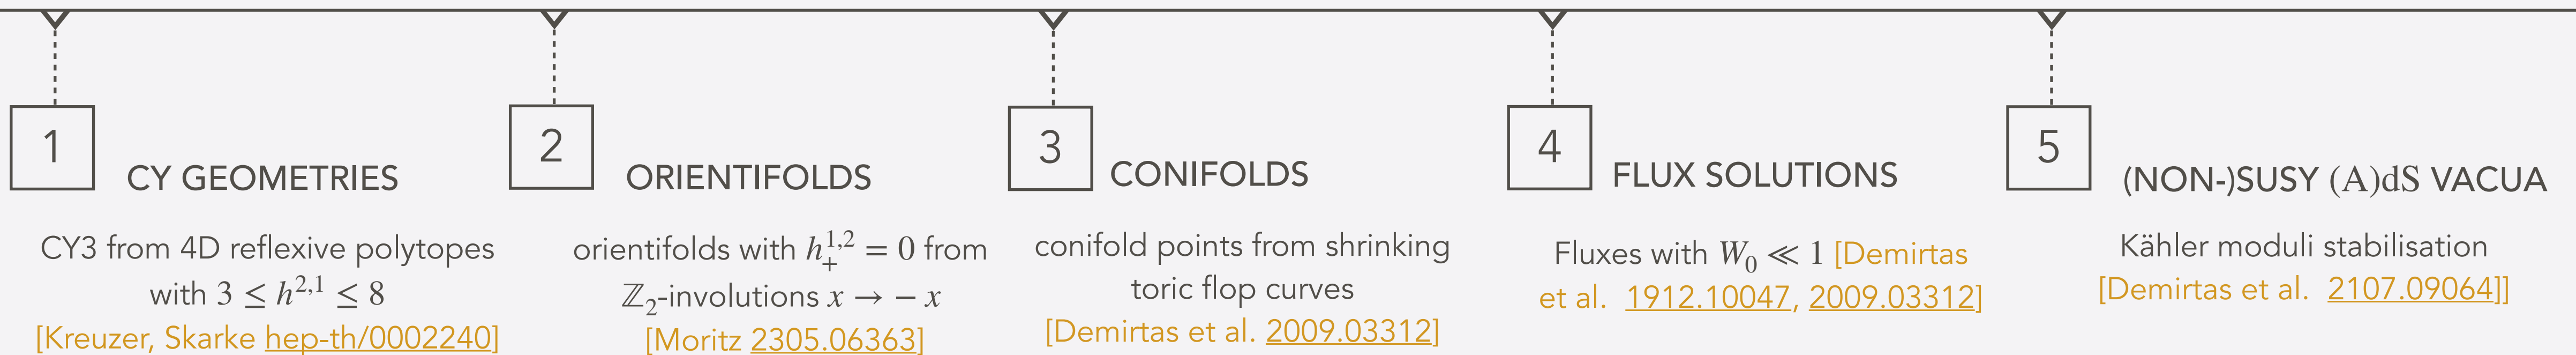 1
CY GEOMETRIES
CY3 from 4D reflexive polytopes
with 3 ≤ h^{2,1} ≤ 8
[Kreuzer, Skarke hep-th/0002240]
2
ORIENTIFOLDS
orientifolds with h_+^{1,2} = 0 from
ℤ₂-involutions x → − x
[Moritz 2305.06363]
3
CONIFOLDS
conifold points from shrinking
toric flop curves
[Demirtas et al. 2009.03312]
4
FLUX SOLUTIONS
Fluxes with W₀ ≪ 1 [Demirtas
et al. 1912.10047, 2009.03312]
5
(NON-)SUSY (A)dS VACUA
Kähler moduli stabilisation
[Demirtas et al. 2107.09064]]